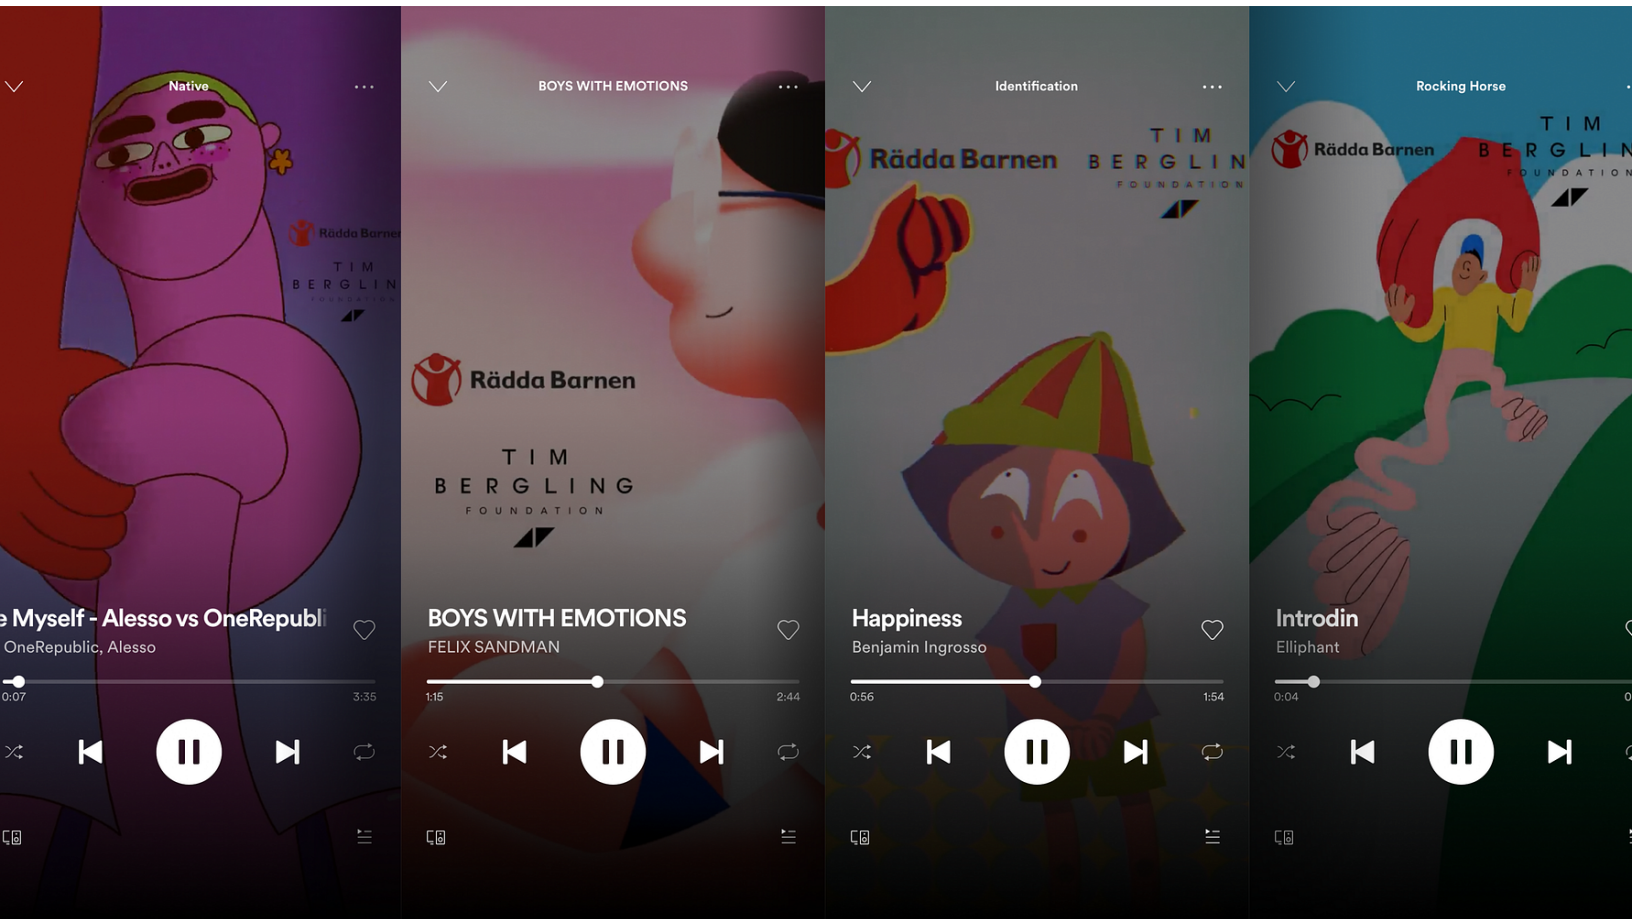 Native
Rädda Barnen
TIM
BERGLIN
FOUNDATION
e Myself - Alesso vs OneRepubli
OneRepublic, Alesso
0:07
3:35
BOYS WITH EMOTIONS
Rädda Barnen
TIM
BERGLING
FOUNDATION
BOYS WITH EMOTIONS
FELIX SANDMAN
1:15
2:44
Identification
Rädda Barnen
TIM
BERGLIN
FOUNDATION
Happiness
Benjamin Ingrosso
0:56
1:54
Rocking Horse
Rädda Barnen
TIM
BERGLIN
FOUNDATION
Introdin
Elliphant
0:04
0